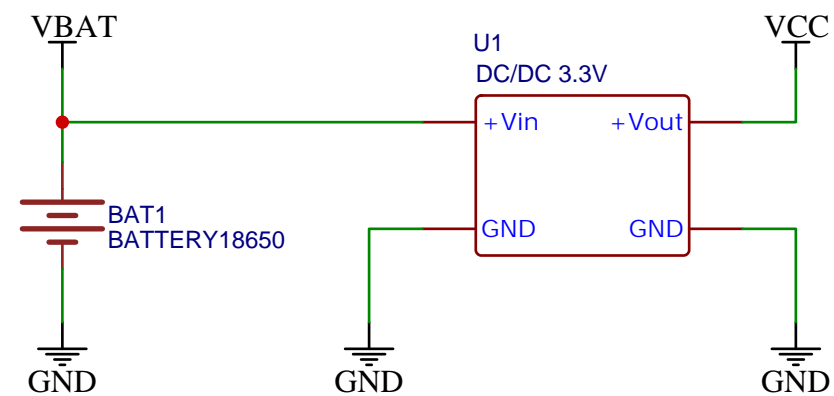 VBAT
U1
DC/DC 3.3V
VCC
+Vin
+Vout
BAT1
BATTERY18650
GND
GND
GND
GND
GND